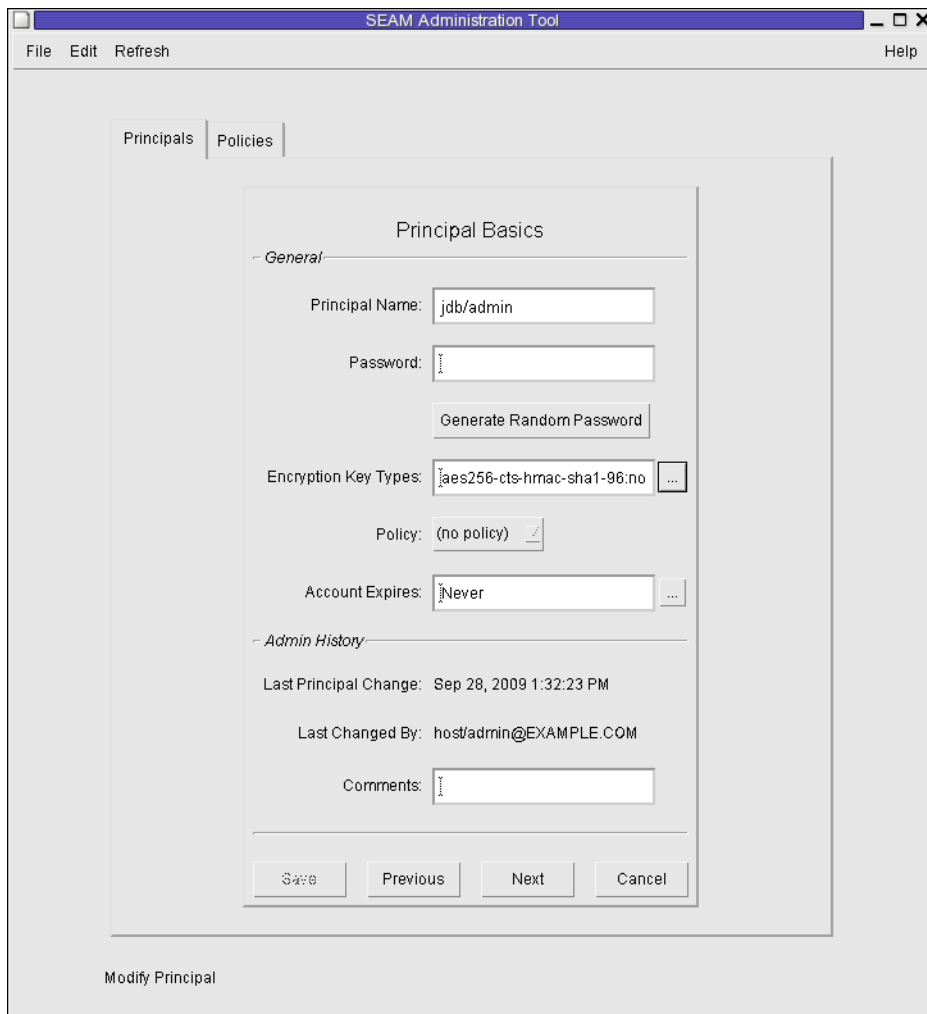 SEAM Administration Tool
File Edit Refresh Help
Principals Policies
Principal Basics
General
Principal Name: jdb/admin
Password:
Generate Random Password
Encryption Key Types: aes256-cts-hmac-sha1-96:no ...
Policy: (no policy)
Account Expires: Never ...
Admin History
Last Principal Change: Sep 28, 2009 1:32:23 PM
Last Changed By: host/admin@EXAMPLE.COM
Comments:
Save Previous Next Cancel
Modify Principal